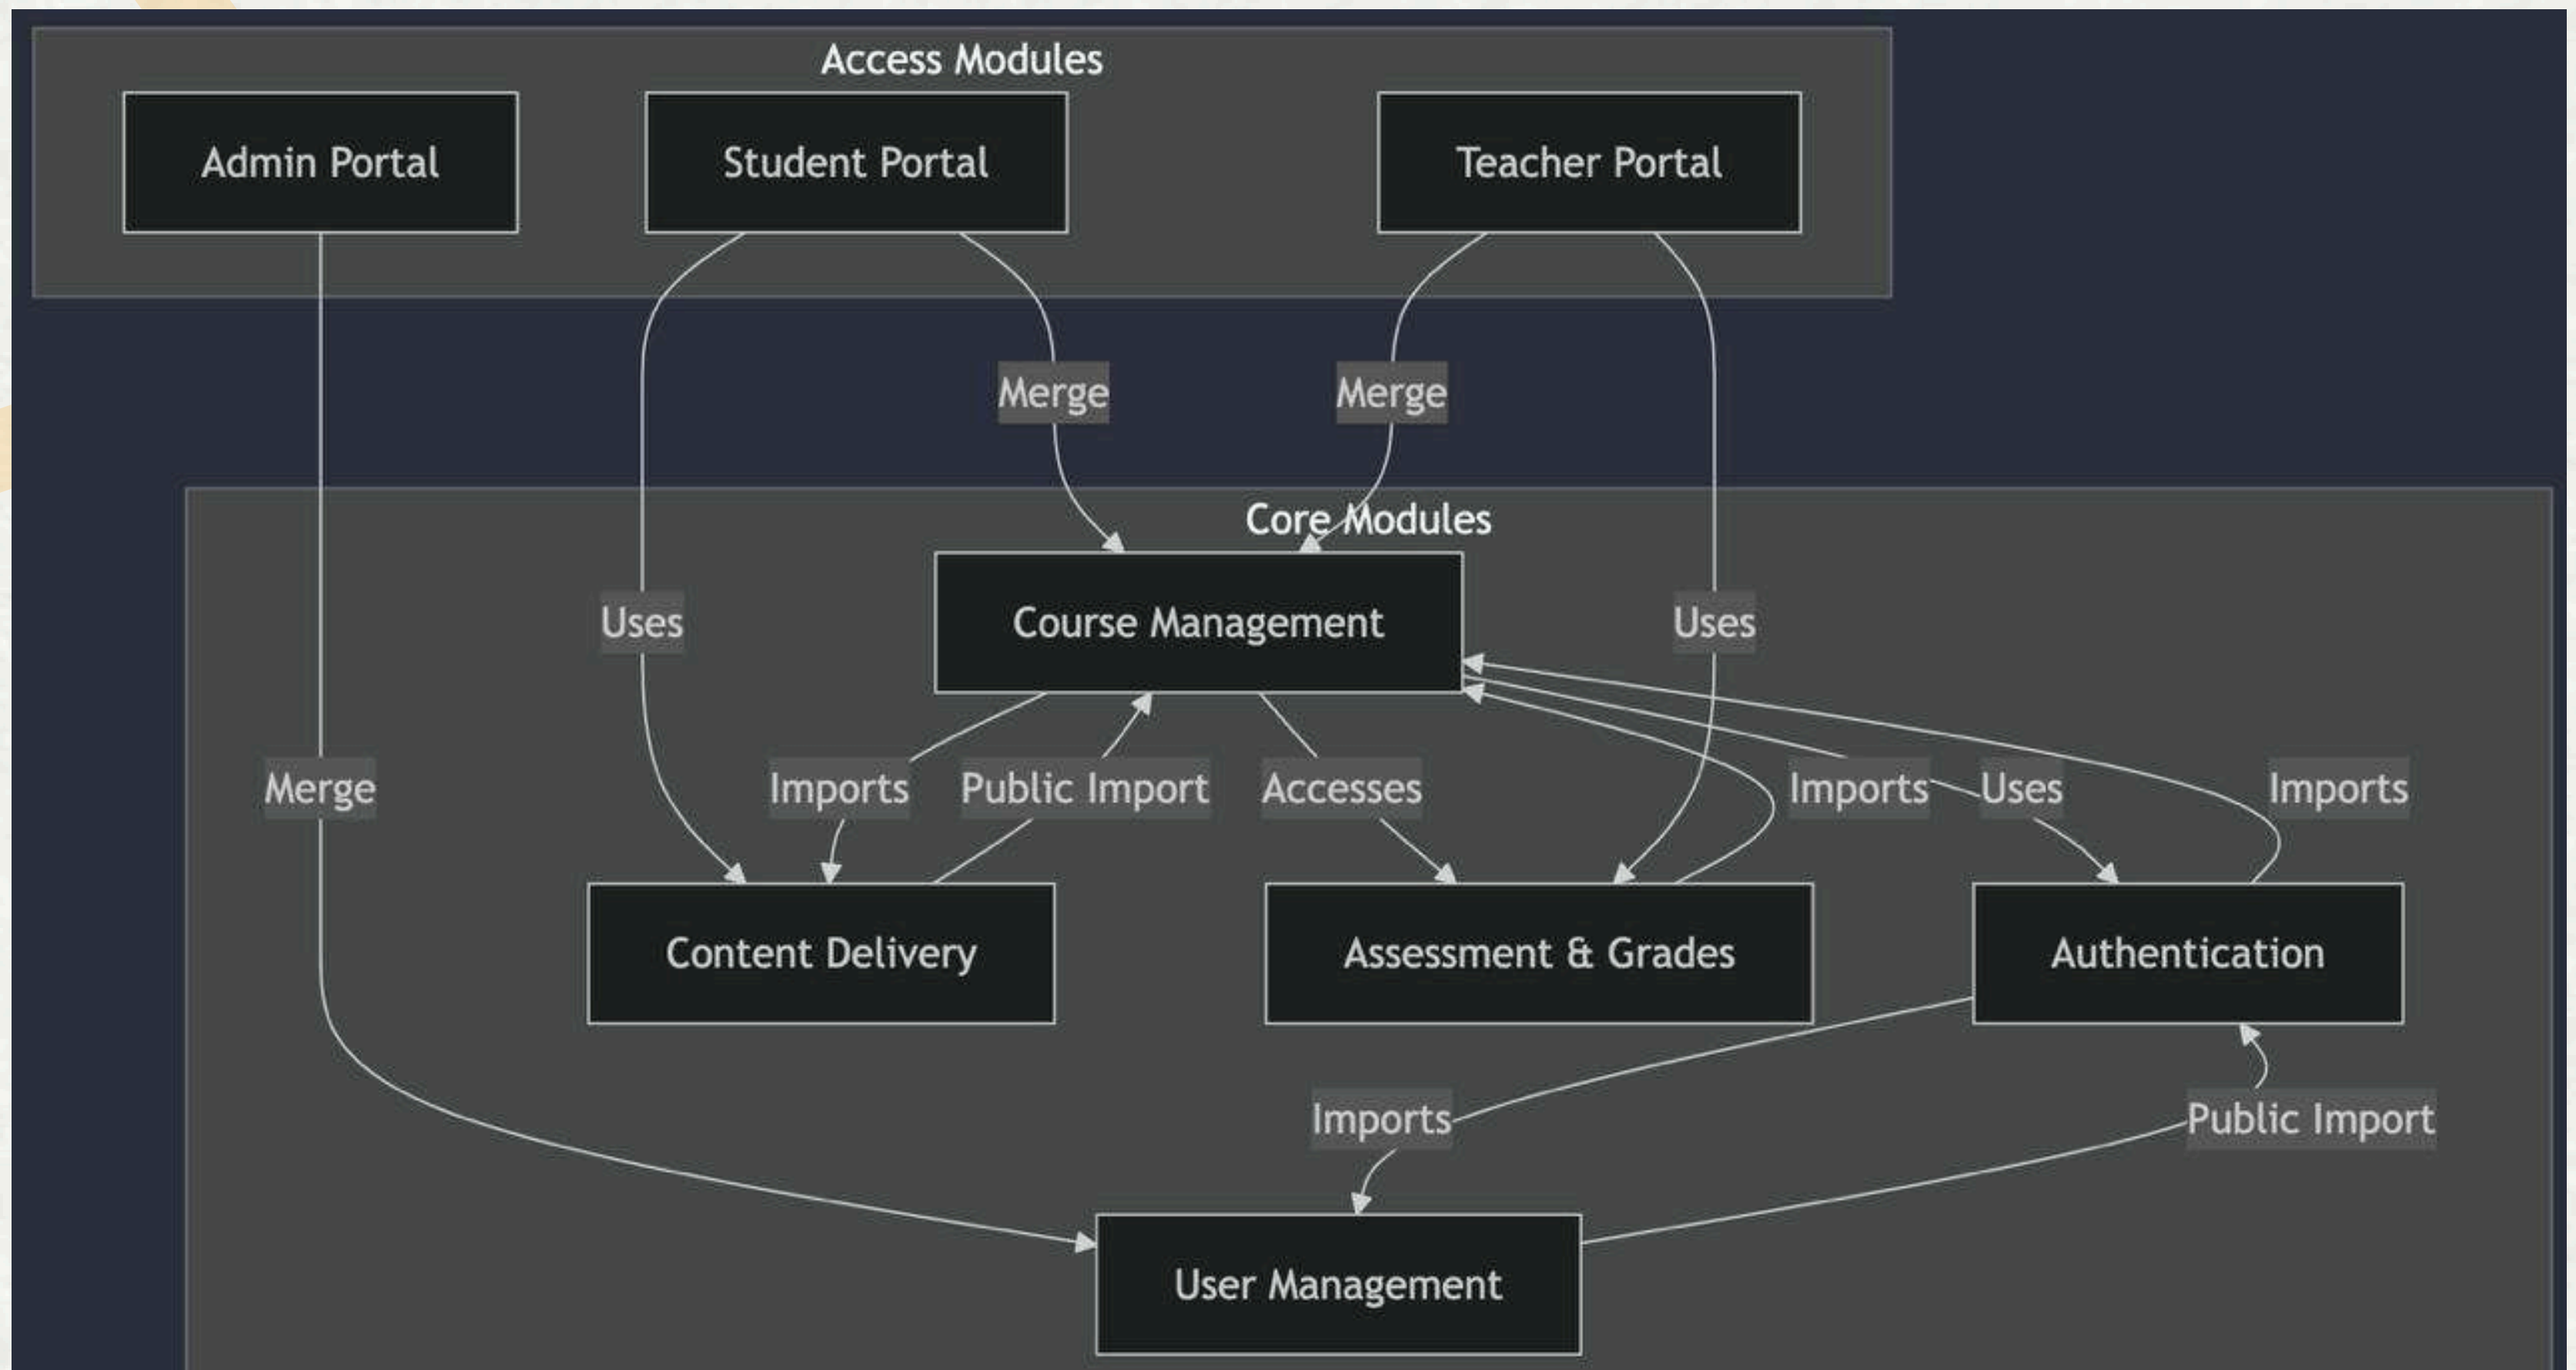 Access Modules
Admin Portal
Student Portal
Teacher Portal
Merge
Merge
Core Modules
Course Management
Uses
Uses
Merge
Imports
Public Import
Accesses
Imports
Uses
Imports
Content Delivery
Assessment & Grades
Authentication
Imports
Public Import
User Management